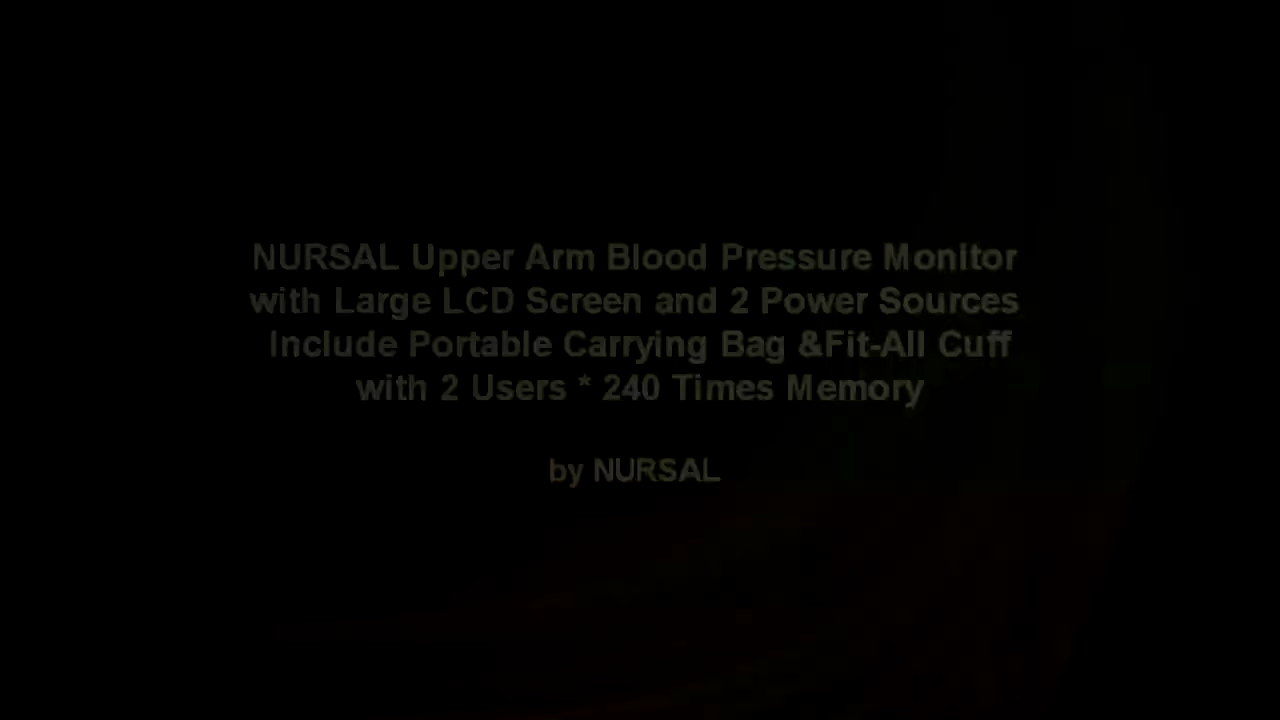 NURSAL Upper Arm Blood Pressure Monitor
with Large LCD Screen and 2 Power Sources
Include Portable Carrying Bag &Fit-All Cuff
with 2 Users * 240 Times Memory
by NURSAL